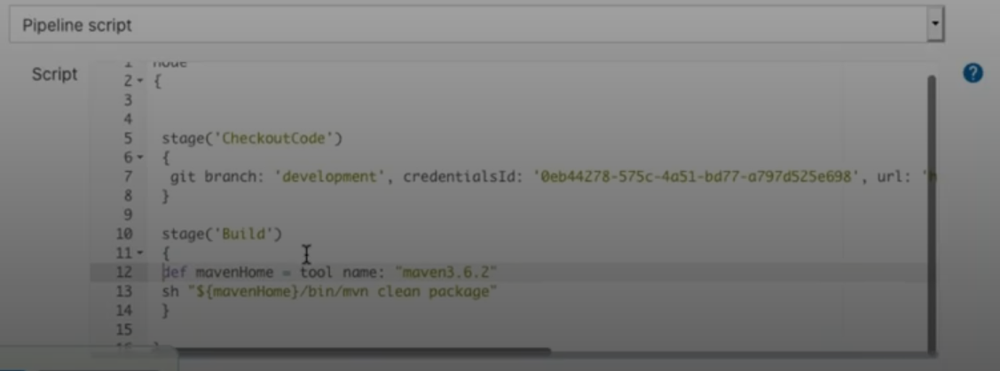 Pipeline script
Script
1 node
2 {
3
4
5 stage('CheckoutCode')
6 {
7 git branch: 'development', credentialsId: '0eb44278-575c-4a51-bd77-a797d525e698', url: 'h
8 }
9
10 stage('Build')
11 {
12 def mavenHome = tool name: "maven3.6.2"
13 sh "${mavenHome}/bin/mvn clean package"
14 }
15
16 }
?